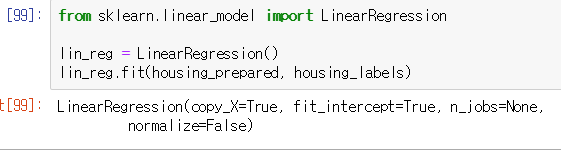 [99]:
from sklearn.linear_model import LinearRegression
lin_reg = LinearRegression()
lin_reg.fit(housing_prepared, housing_labels)
t[99]:
LinearRegression(copy_X=True, fit_intercept=True, n_jobs=None,
normalize=False)